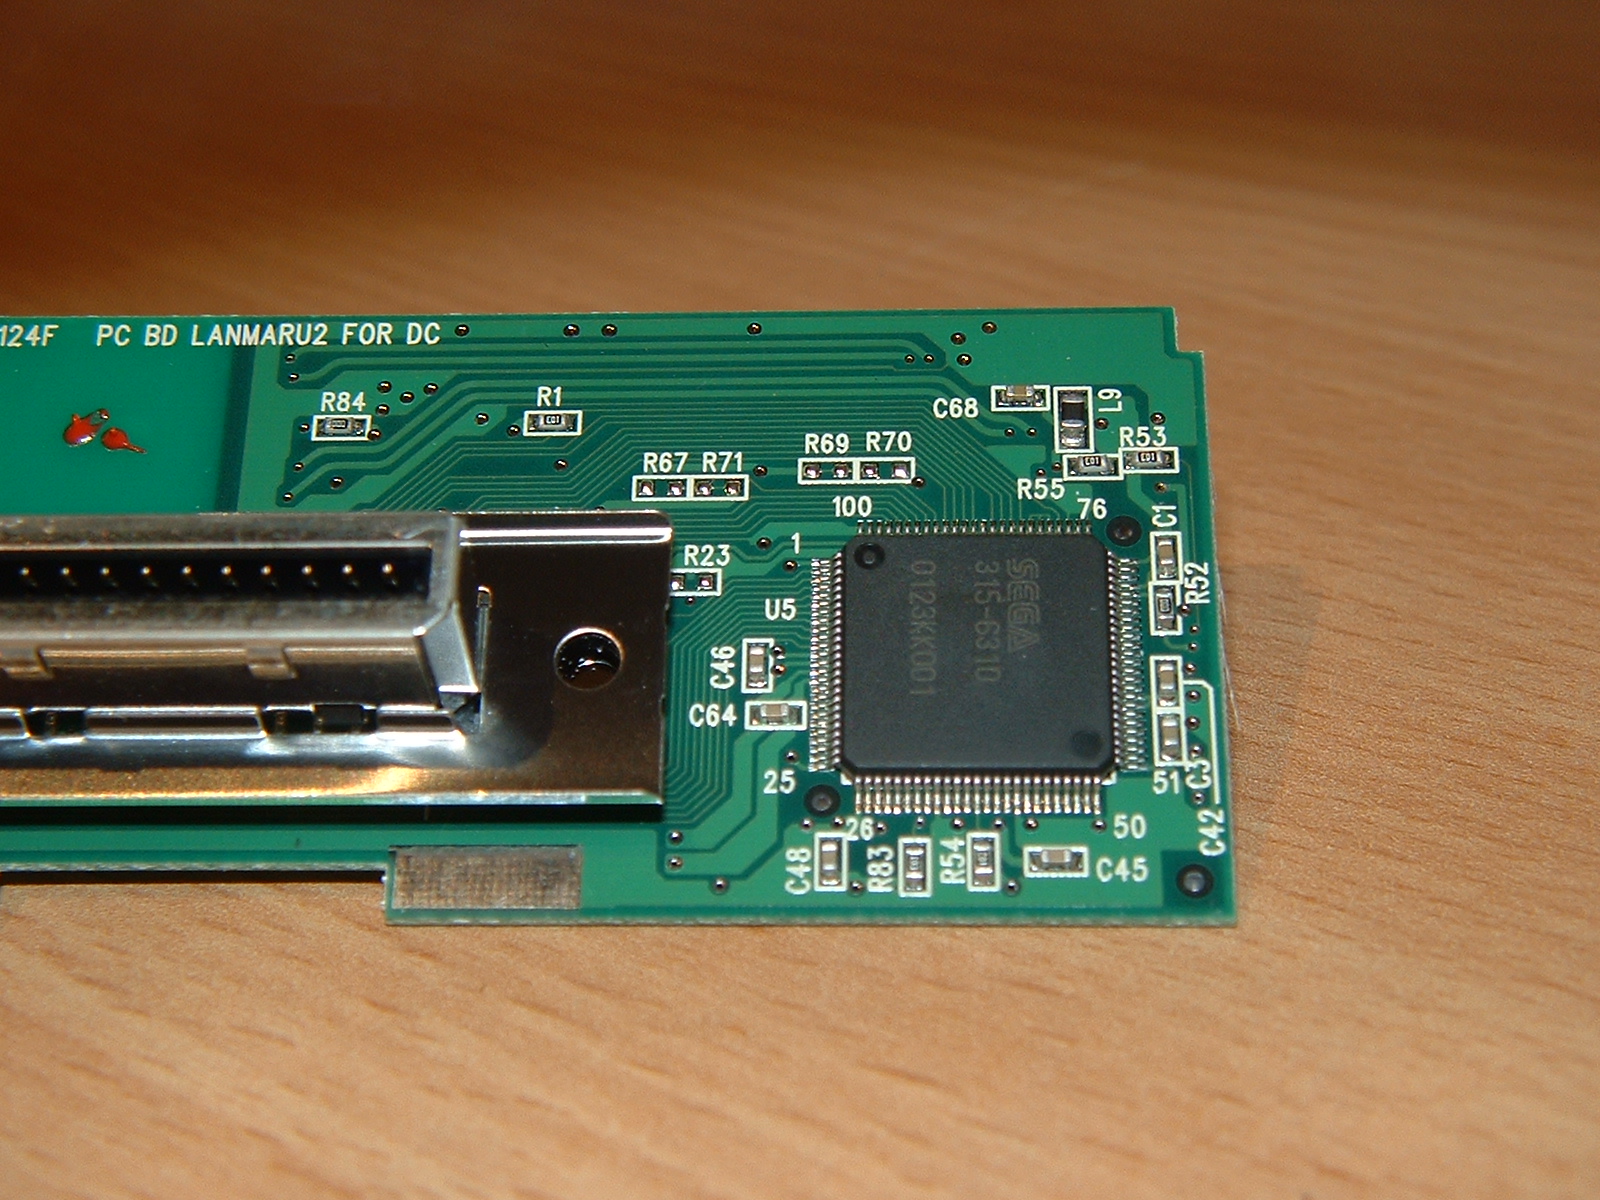 124F PC BD LANMARU2 FOR DC
R84
R1
C68
L9
R53
R69 R70
R67 R71
R55
100
76
C1
1
R23
R52
U5
SEGA
315-6310
0123KK001
C46
C64
25
51
C3
26
50
C42
C48
R83
R54
C45